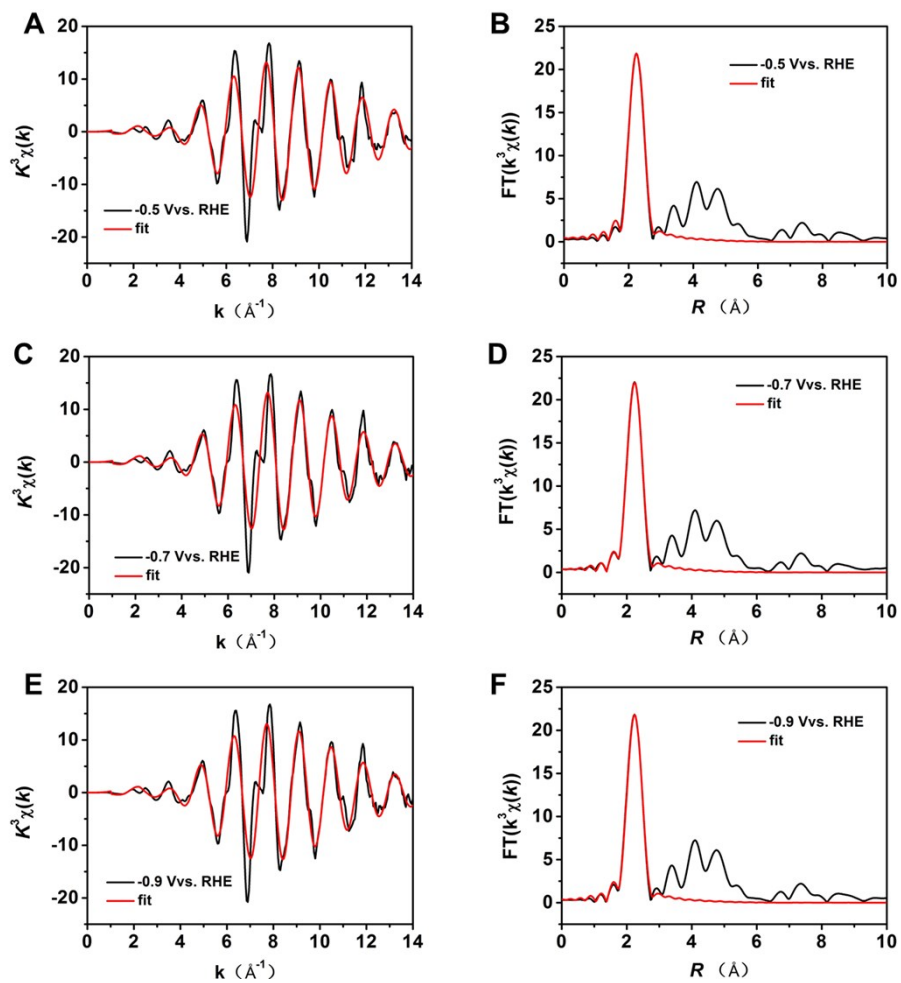 A
20
10
0
-10
-20
K³χ(k)
-0.5 Vvs. RHE
fit
0 2 4 6 8 10 12 14
k（Å⁻¹）
B
25
20
15
10
5
0
FT(k³χ(k))
-0.5 Vvs. RHE
fit
0 2 4 6 8 10
R （Å）
C
20
10
0
-10
-20
K³χ(k)
-0.7 Vvs. RHE
fit
0 2 4 6 8 10 12 14
k（Å⁻¹）
D
25
20
15
10
5
0
FT(k³χ(k))
-0.7 Vvs. RHE
fit
0 2 4 6 8 10
R （Å）
E
20
10
0
-10
-20
K³χ(k)
-0.9 Vvs. RHE
fit
0 2 4 6 8 10 12 14
k（Å⁻¹）
F
25
20
15
10
5
0
FT(k³χ(k))
-0.9 Vvs. RHE
fit
0 2 4 6 8 10
R （Å）